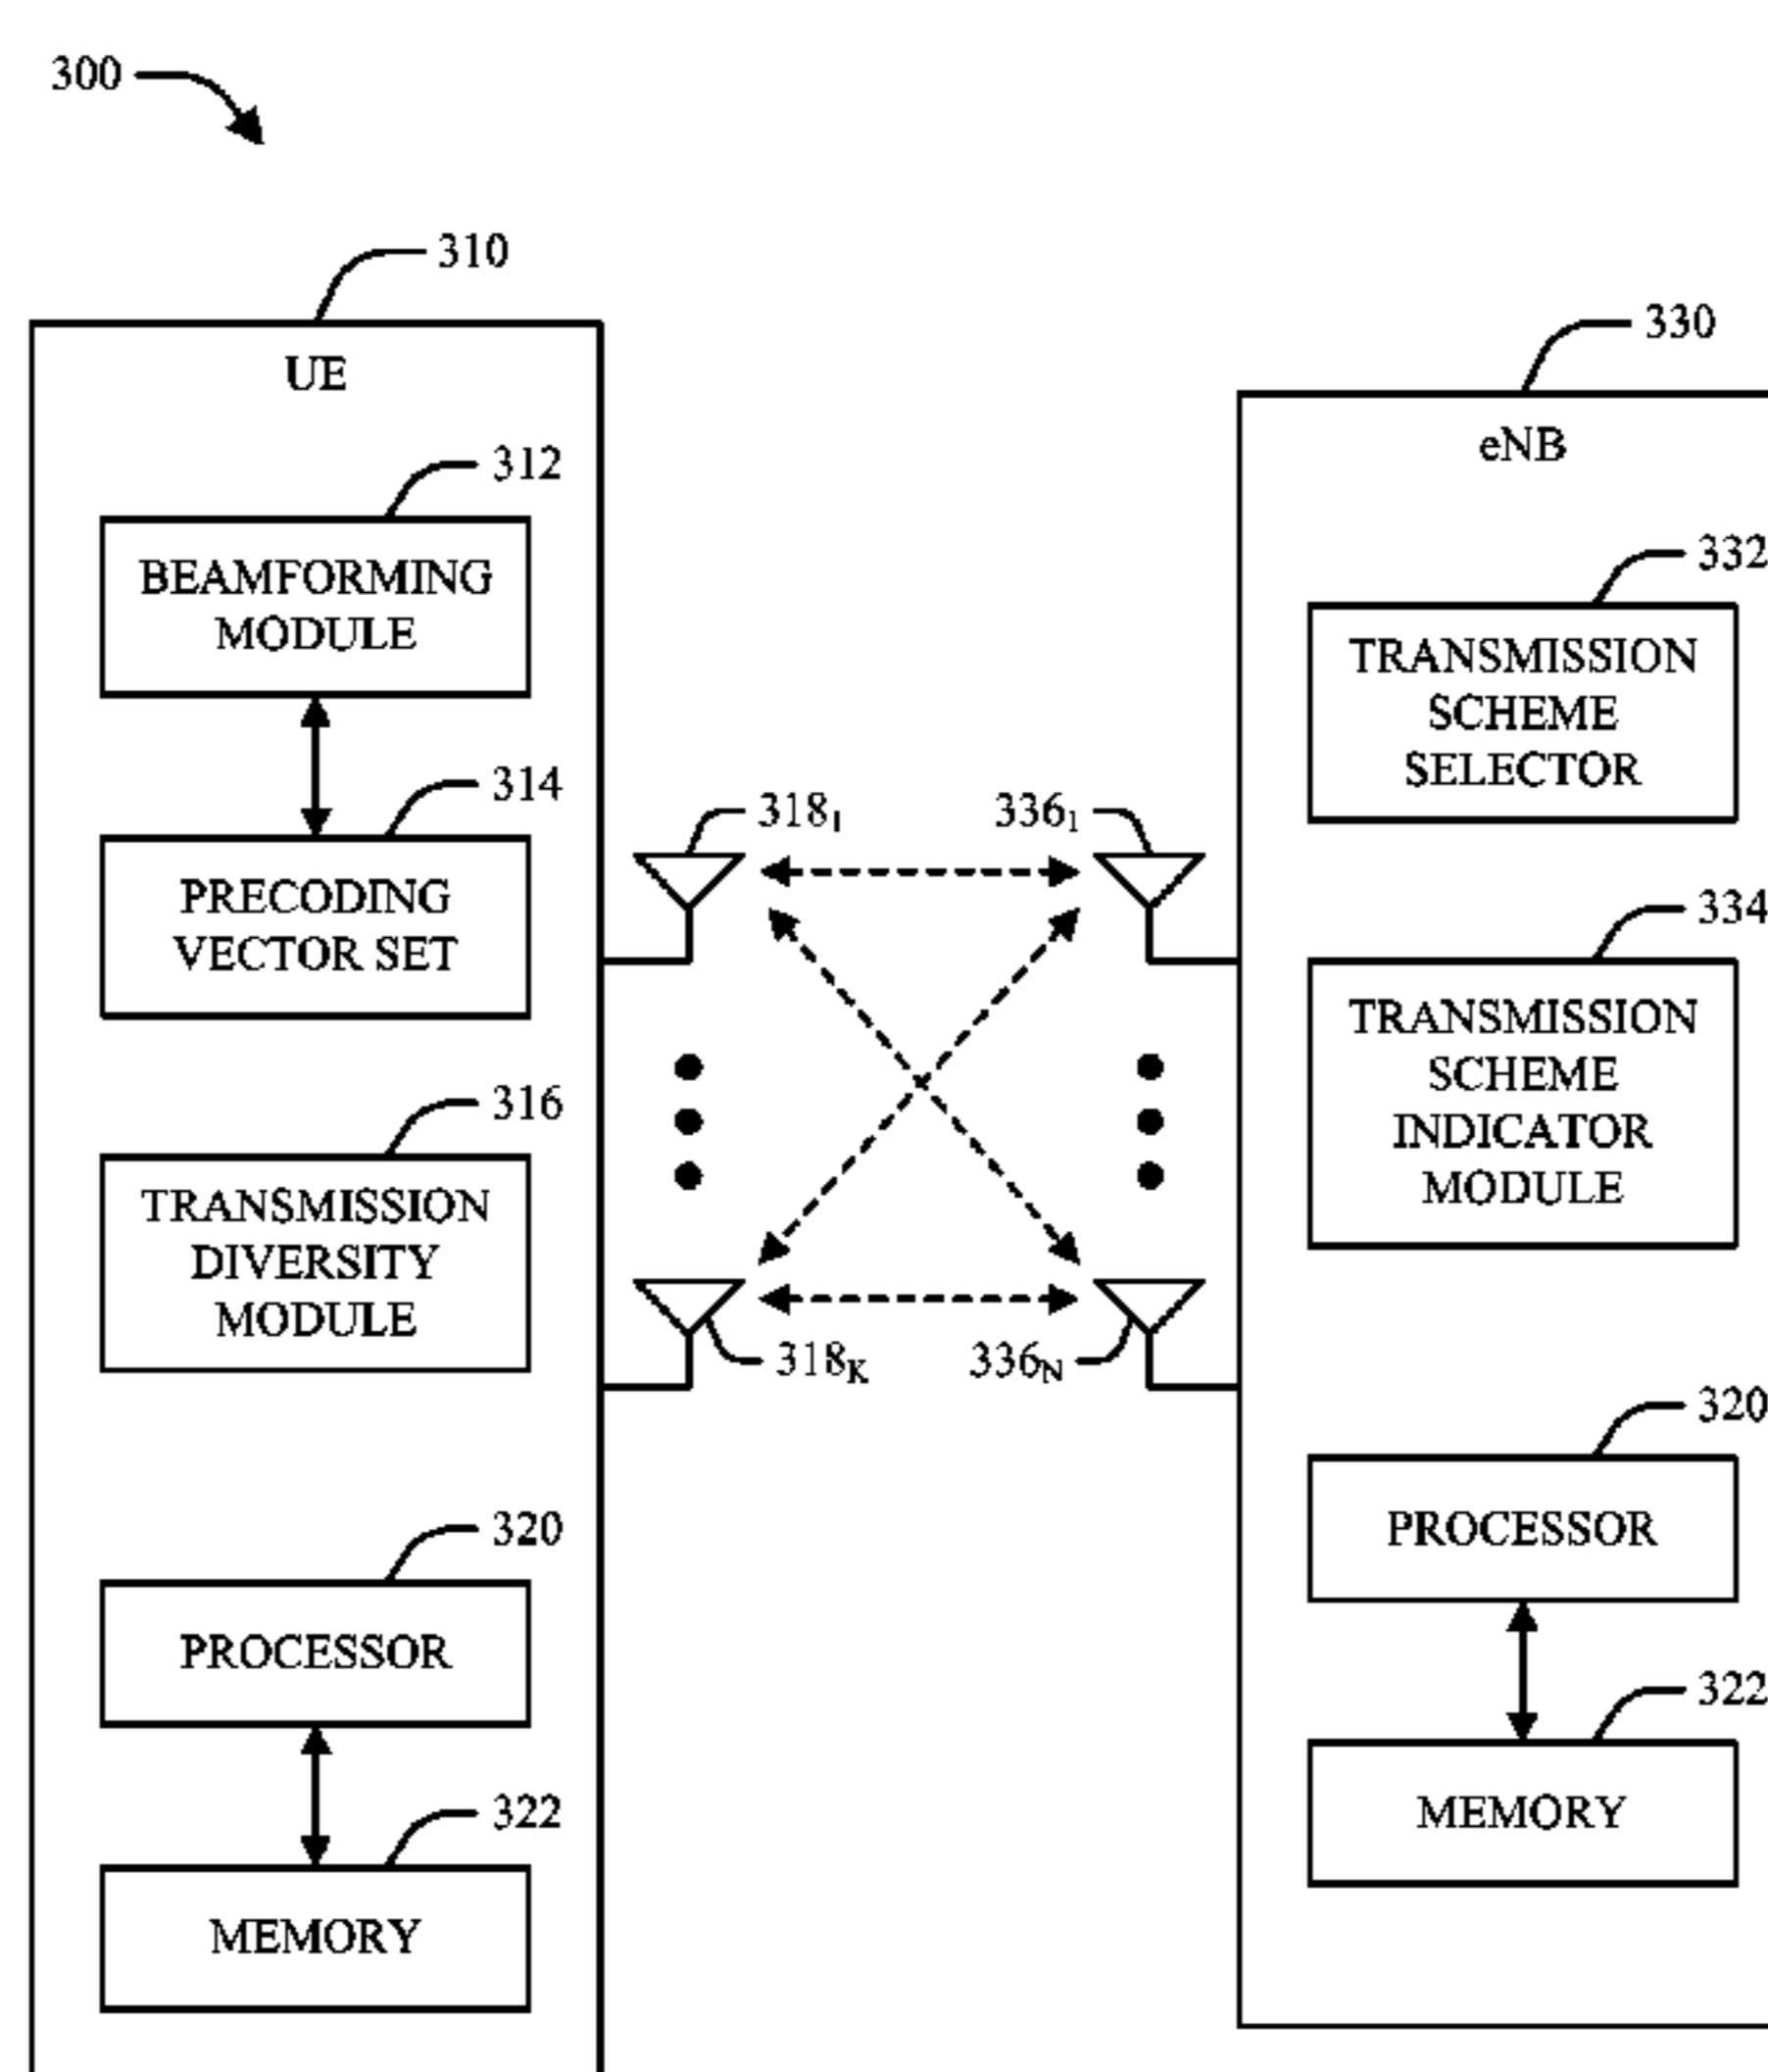 300
310
UE
312
BEAMFORMING
MODULE
314
PRECODING
VECTOR SET
316
TRANSMISSION
DIVERSITY
MODULE
320
PROCESSOR
322
MEMORY
318₁
336₁
318K
336N
330
eNB
332
TRANSMISSION
SCHEME
SELECTOR
334
TRANSMISSION
SCHEME
INDICATOR
MODULE
320
PROCESSOR
322
MEMORY